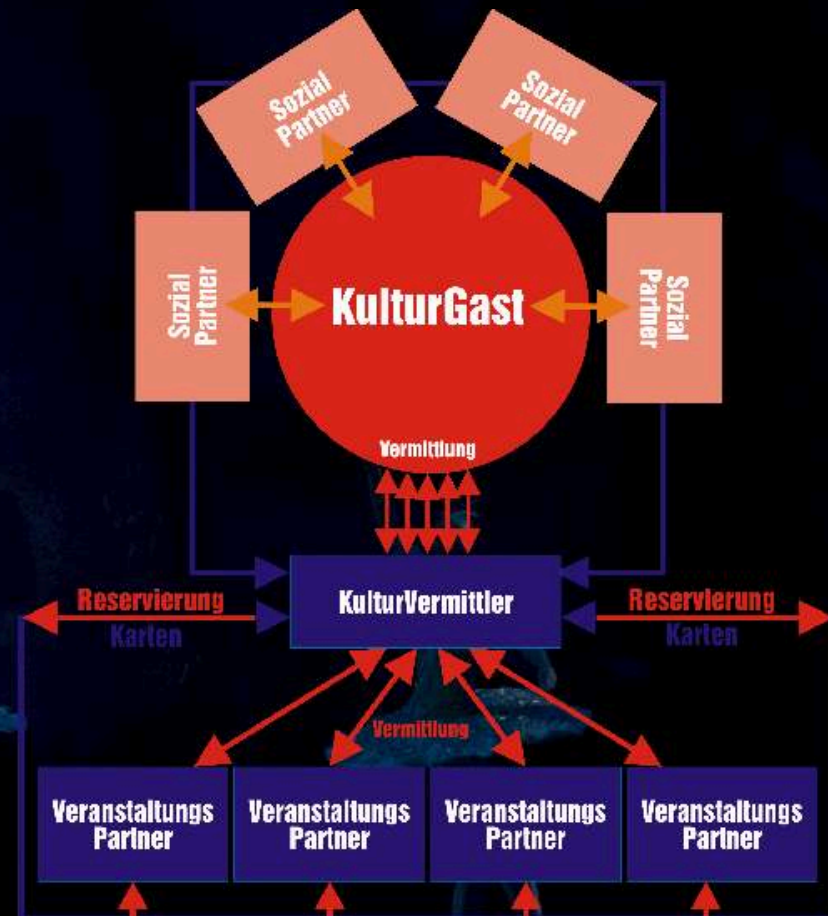 Sozial
Partner
Sozial
Partner
Sozial
Partner
KulturGast
Sozial
Partner
Vermittlung
KulturVermittler
Reservierung
Karten
Reservierung
Karten
Vermittlung
Veranstaltungs
Partner
Veranstaltungs
Partner
Veranstaltungs
Partner
Veranstaltungs
Partner